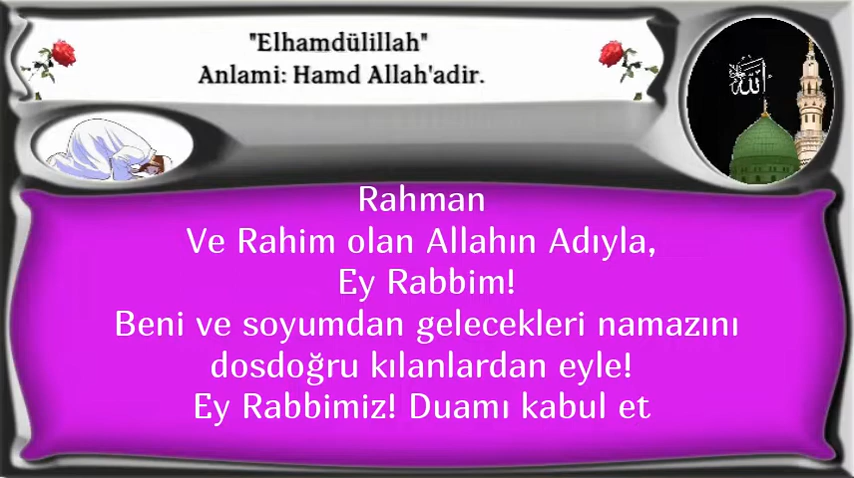 "Elhamdülillah"
Anlami: Hamd Allah'adir.
الله
Rahman
Ve Rahim olan Allahın Adıyla,
Ey Rabbim!
Beni ve soyumdan gelecekleri namazını
dosdoğru kılanlardan eyle!
Ey Rabbimiz! Duamı kabul et